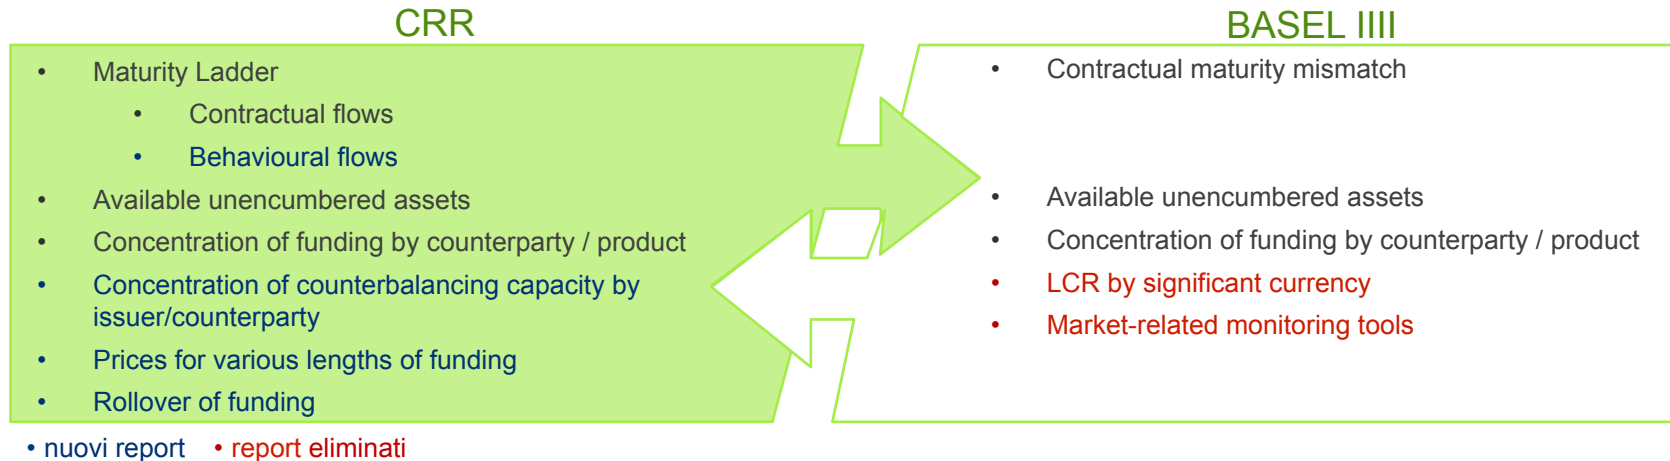 CRR
• Maturity Ladder
• Contractual flows
• Behavioural flows
• Available unencumbered assets
• Concentration of funding by counterparty / product
• Concentration of counterbalancing capacity by
issuer/counterparty
• Prices for various lengths of funding
• Rollover of funding
BASEL IIII
• Contractual maturity mismatch
• Available unencumbered assets
• Concentration of funding by counterparty / product
• LCR by significant currency
• Market-related monitoring tools
• nuovi report • report eliminati